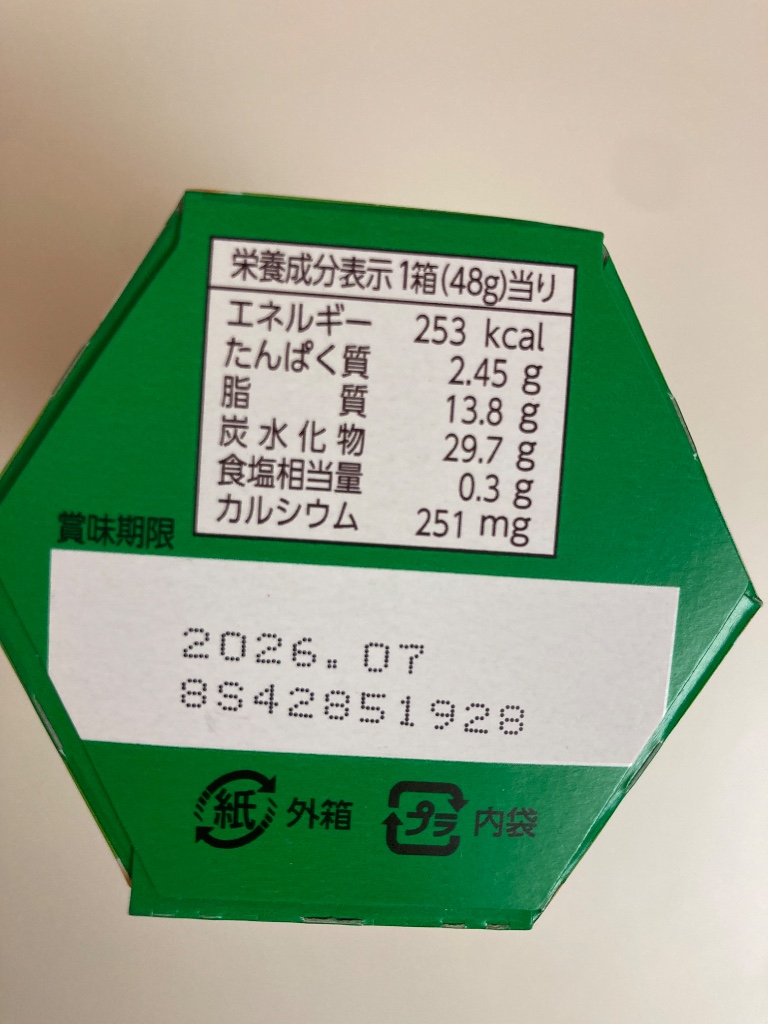 栄養成分表示1箱(48g)当り
エネルギー 253 kcal
たんぱく質 2.45 g
脂質 13.8 g
炭水化物 29.7 g
食塩相当量 0.3 g
カルシウム 251 mg
賞味期限
2026.07
8S42851928
紙 外箱 プラ 内袋